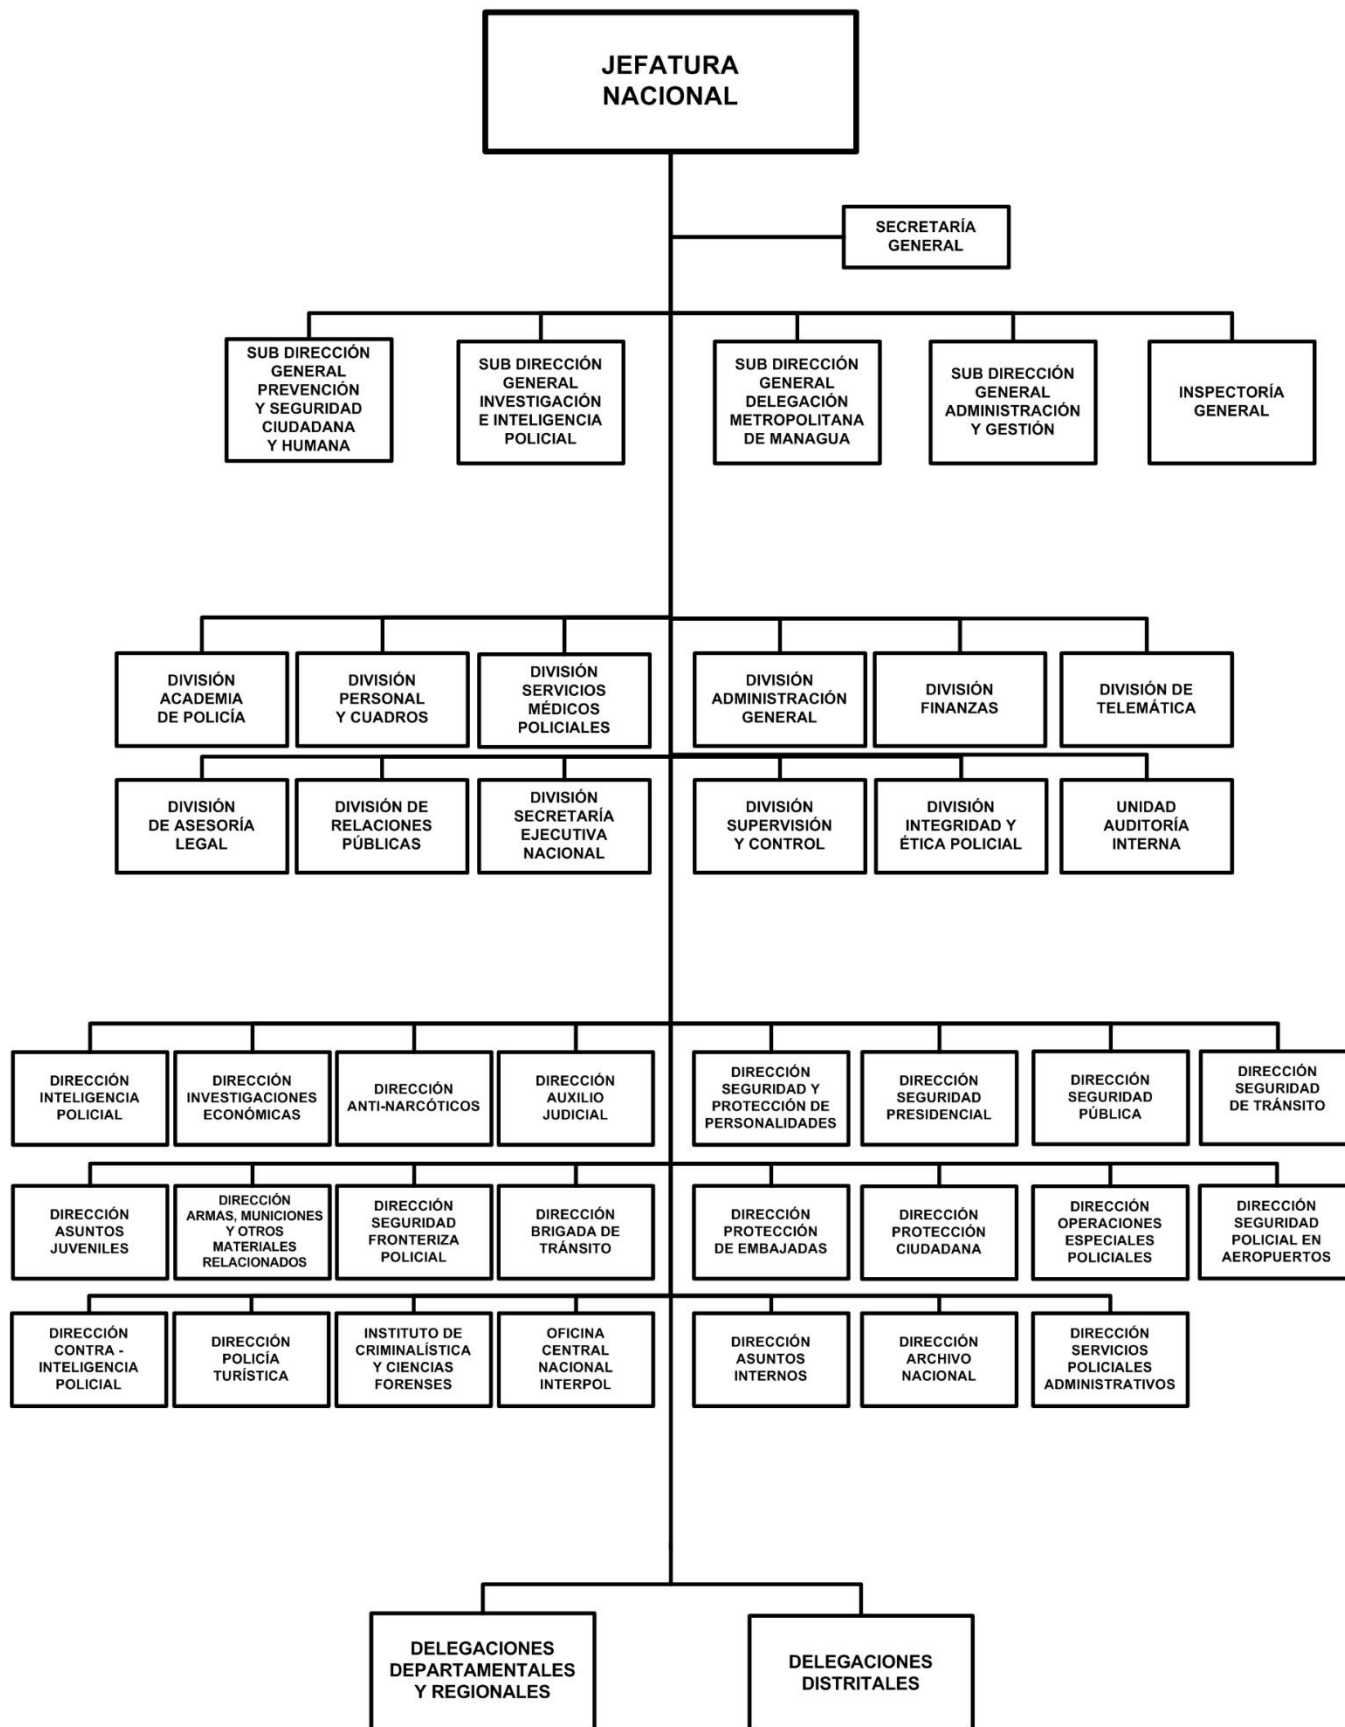 JEFATURA
NACIONAL
SECRETARÍA
GENERAL
SUB DIRECCIÓN
GENERAL
PREVENCIÓN
Y SEGURIDAD
CIUDADANA
Y HUMANA
SUB DIRECCIÓN
GENERAL
INVESTIGACIÓN
E INTELIGENCIA
POLICIAL
SUB DIRECCIÓN
GENERAL
DELEGACIÓN
METROPOLITANA
DE MANAGUA
SUB DIRECCIÓN
GENERAL
ADMINISTRACIÓN
Y GESTIÓN
INSPECTORÍA
GENERAL
DIVISIÓN
ACADEMIA
DE POLICÍA
DIVISIÓN
PERSONAL
Y CUADROS
DIVISIÓN
SERVICIOS
MÉDICOS
POLICIALES
DIVISIÓN
ADMINISTRACIÓN
GENERAL
DIVISIÓN
FINANZAS
DIVISIÓN DE
TELEMÁTICA
DIVISIÓN
DE ASESORÍA
LEGAL
DIVISIÓN DE
RELACIONES
PÚBLICAS
DIVISIÓN
SECRETARÍA
EJECUTIVA
NACIONAL
DIVISIÓN
SUPERVISIÓN
Y CONTROL
DIVISIÓN
INTEGRIDAD Y
ÉTICA POLICIAL
UNIDAD
AUDITORÍA
INTERNA
DIRECCIÓN
INTELIGENCIA
POLICIAL
DIRECCIÓN
INVESTIGACIONES
ECONÓMICAS
DIRECCIÓN
ANTI-NARCÓTICOS
DIRECCIÓN
AUXILIO
JUDICIAL
DIRECCIÓN
SEGURIDAD Y
PROTECCIÓN DE
PERSONALIDADES
DIRECCIÓN
SEGURIDAD
PRESIDENCIAL
DIRECCIÓN
SEGURIDAD
PÚBLICA
DIRECCIÓN
SEGURIDAD
DE TRÁNSITO
DIRECCIÓN
ASUNTOS
JUVENILES
DIRECCIÓN
ARMAS, MUNICIONES
Y OTROS
MATERIALES
RELACIONADOS
DIRECCIÓN
SEGURIDAD
FRONTERIZA
POLICIAL
DIRECCIÓN
BRIGADA DE
TRÁNSITO
DIRECCIÓN
PROTECCIÓN
DE EMBAJADAS
DIRECCIÓN
PROTECCIÓN
CIUDADANA
DIRECCIÓN
OPERACIONES
ESPECIALES
POLICIALES
DIRECCIÓN
SEGURIDAD
POLICIAL EN
AEROPUERTOS
DIRECCIÓN
CONTRA -
INTELIGENCIA
POLICIAL
DIRECCIÓN
POLICÍA
TURÍSTICA
INSTITUTO DE
CRIMINALÍSTICA
Y CIENCIAS
FORENSES
OFICINA
CENTRAL
NACIONAL
INTERPOL
DIRECCIÓN
ASUNTOS
INTERNOS
DIRECCIÓN
ARCHIVO
NACIONAL
DIRECCIÓN
SERVICIOS
POLICIALES
ADMINISTRATIVOS
DELEGACIONES
DEPARTAMENTALES
Y REGIONALES
DELEGACIONES
DISTRITALES